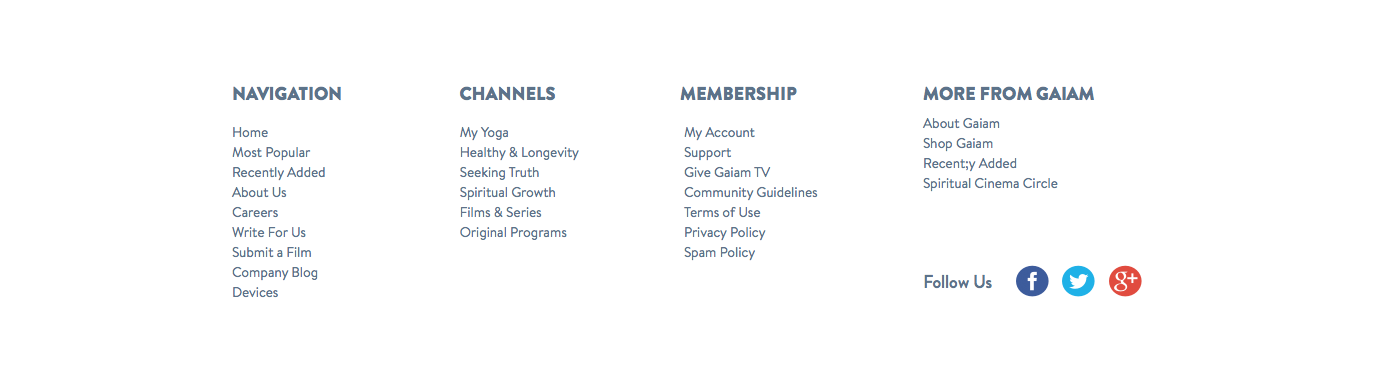 NAVIGATION
Home
Most Popular
Recently Added
About Us
Careers
Write For Us
Submit a Film
Company Blog
Devices
CHANNELS
My Yoga
Healthy & Longevity
Seeking Truth
Spiritual Growth
Films & Series
Original Programs
MEMBERSHIP
My Account
Support
Give Gaiam TV
Community Guidelines
Terms of Use
Privacy Policy
Spam Policy
MORE FROM GAIAM
About Gaiam
Shop Gaiam
Recent;y Added
Spiritual Cinema Circle
Follow Us f g+